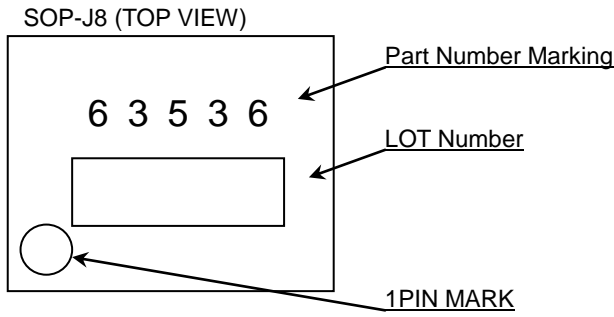 SOP-J8 (TOP VIEW)
Part Number Marking
6 3 5 3 6
LOT Number
1PIN MARK